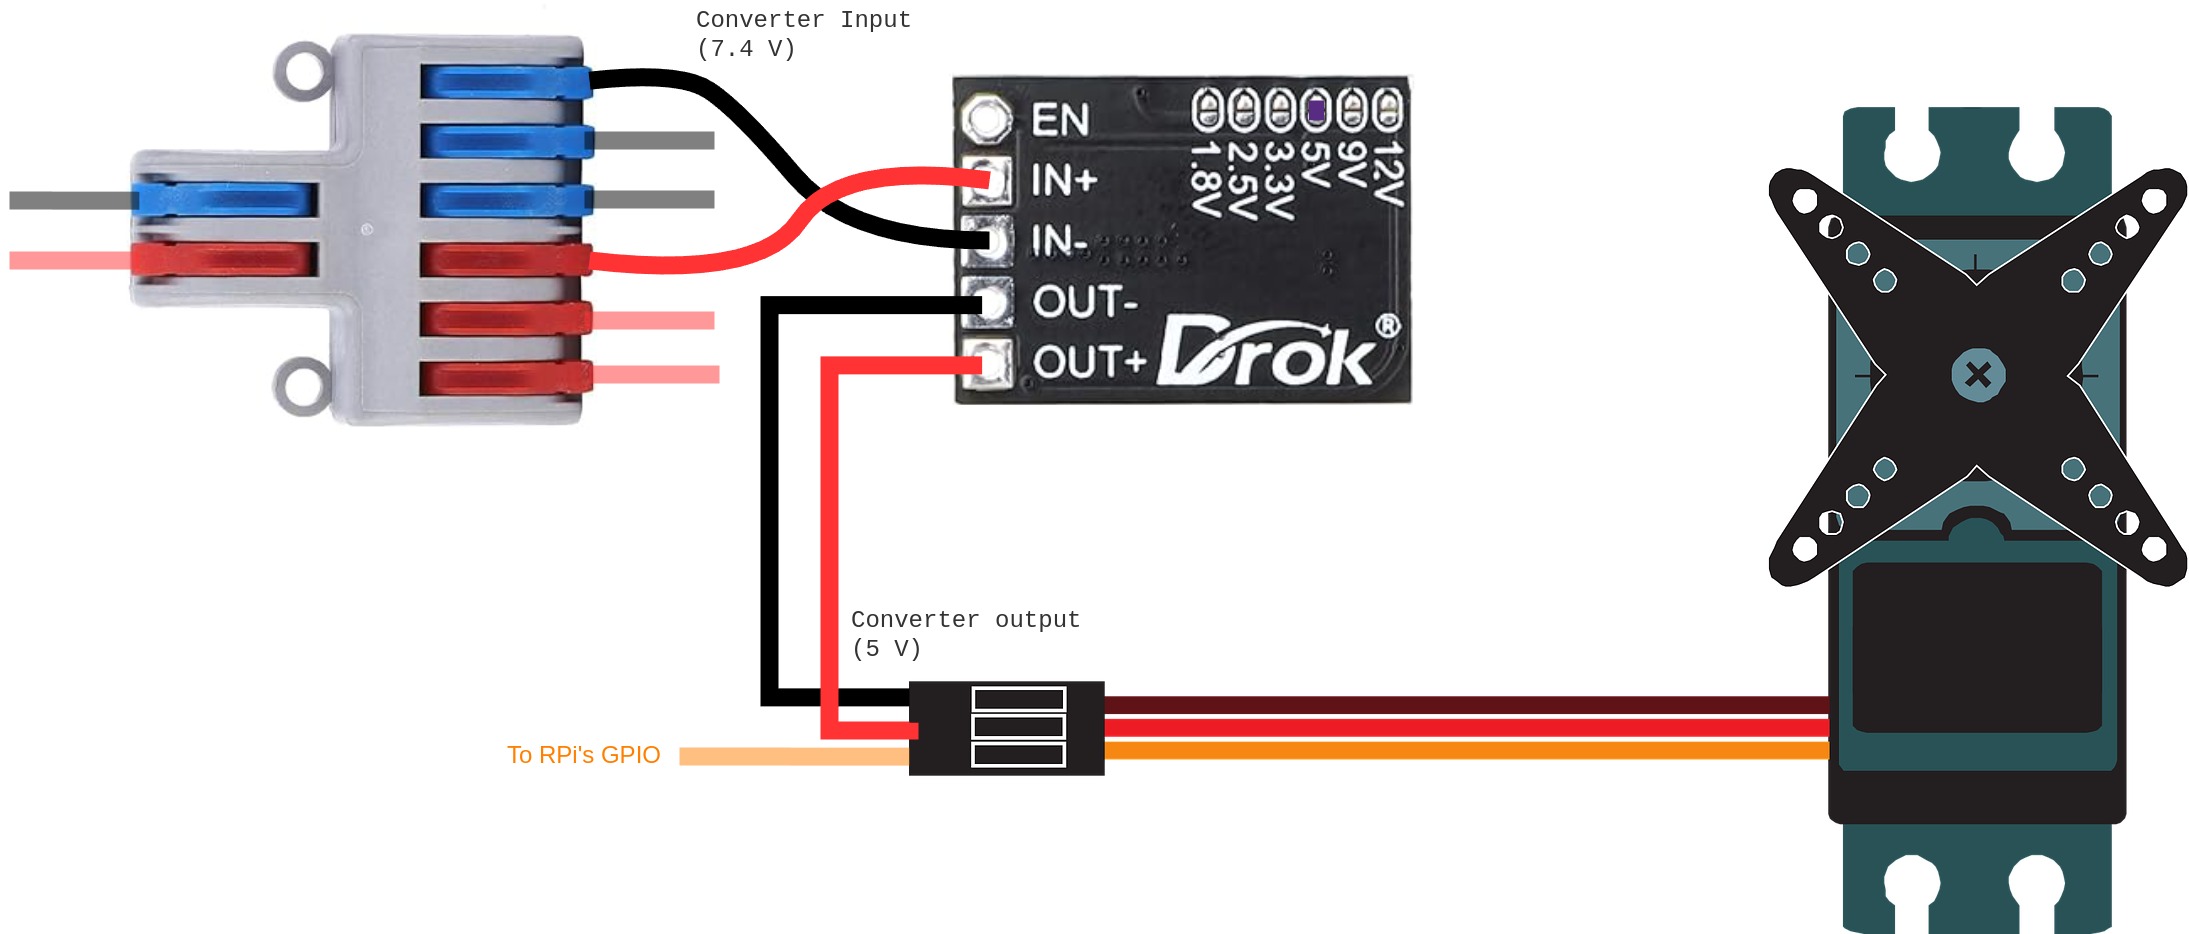 Converter Input
(7.4 V)
EN
IN+
IN-
OUT-
OUT+
1.8V
2.5V
3.3V
5V
9V
12V
Drok®
Converter output
(5 V)
To RPi's GPIO